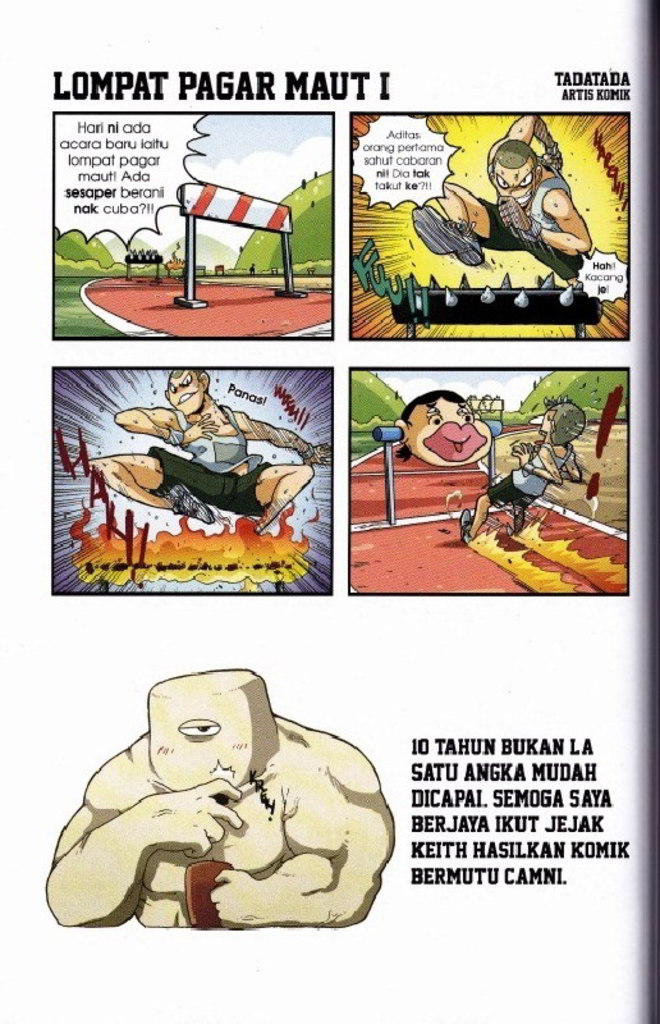 LOMPAT PAGAR MAUT I
TADATADA
ARTIS KOMIK
Hari ni ada
acara baru iaitu
lompat pagar
maut! Ada
sesaper berani
nak cuba?!!
Aditas
orang pertama
sahut cabaran
ni! Dia tak
takut ke?!!
Hah!
Kacang
je!
Panas!
HAHH!!
10 TAHUN BUKAN LA
SATU ANGKA MUDAH
DICAPAI. SEMOGA SAYA
BERJAYA IKUT JEJAK
KEITH HASILKAN KOMIK
BERMUTU CAMNI.